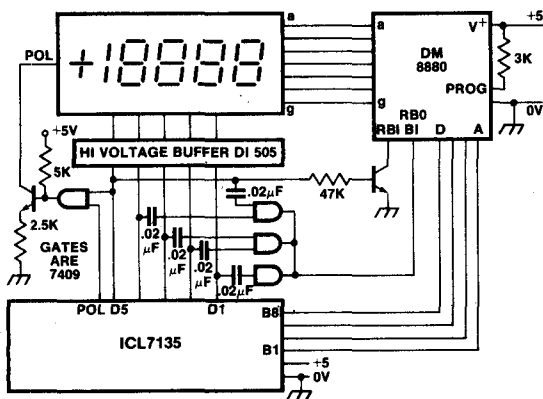 +18888
POL
a
g
a
g
DM
8880
V+
PROG
RB0
RBI BI D A
+5
3K
0V
+5V
5K
HI VOLTAGE BUFFER DI 505
.02µF
47K
2.5K
GATES
ARE
7409
.02
µF
.02
µF
.02
µF
.02µF
POL D5 D1
ICL7135
B8
B1
+5
0V